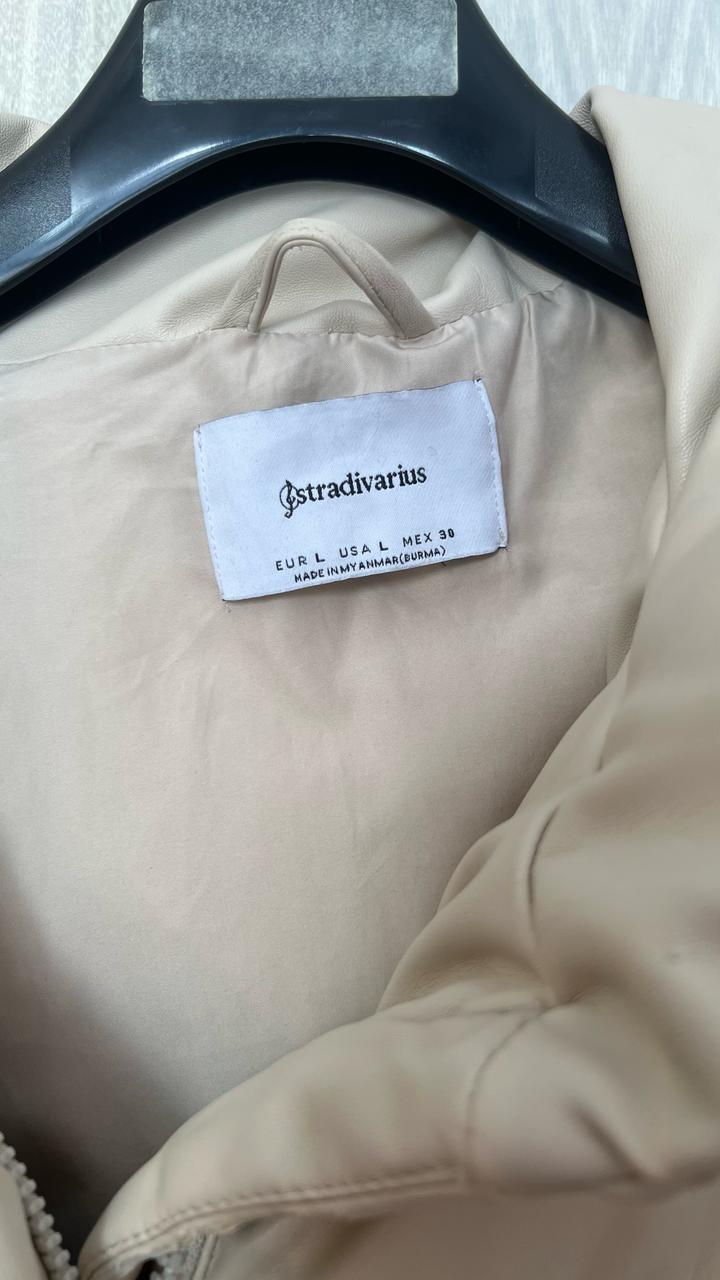 stradivarius
EUR L USA L MEX 30
MADE IN MYANMAR(BURMA)